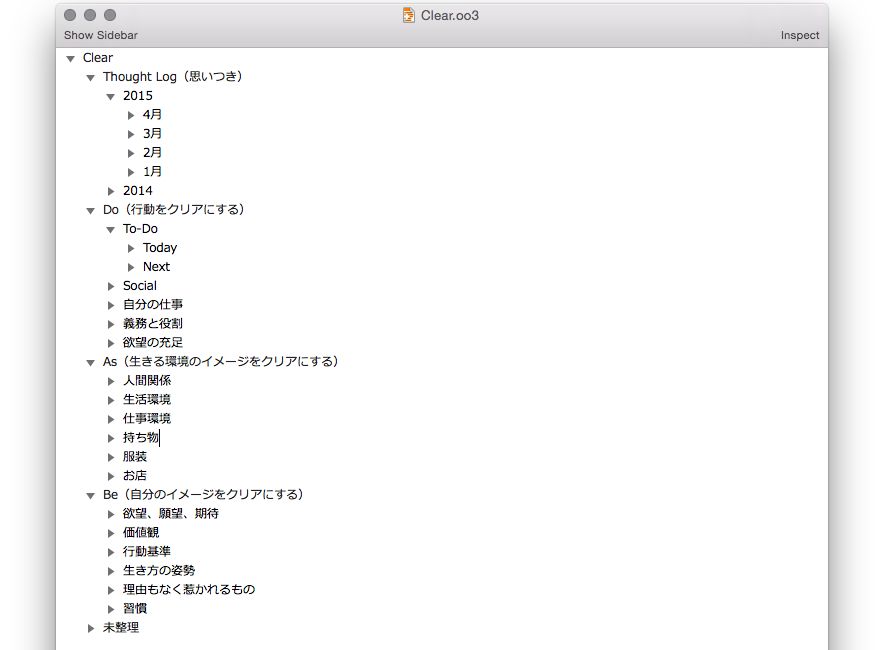 Clear.oo3
Show Sidebar Inspect
Clear
Thought Log（思いつき）
2015
4月
3月
2月
1月
2014
Do（行動をクリアにする）
To-Do
Today
Next
Social
自分の仕事
義務と役割
欲望の充足
As（生きる環境のイメージをクリアにする）
人間関係
生活環境
仕事環境
持ち物
服装
お店
Be（自分のイメージをクリアにする）
欲望、願望、期待
価値観
行動基準
生き方の姿勢
理由もなく惹かれるもの
習慣
未整理